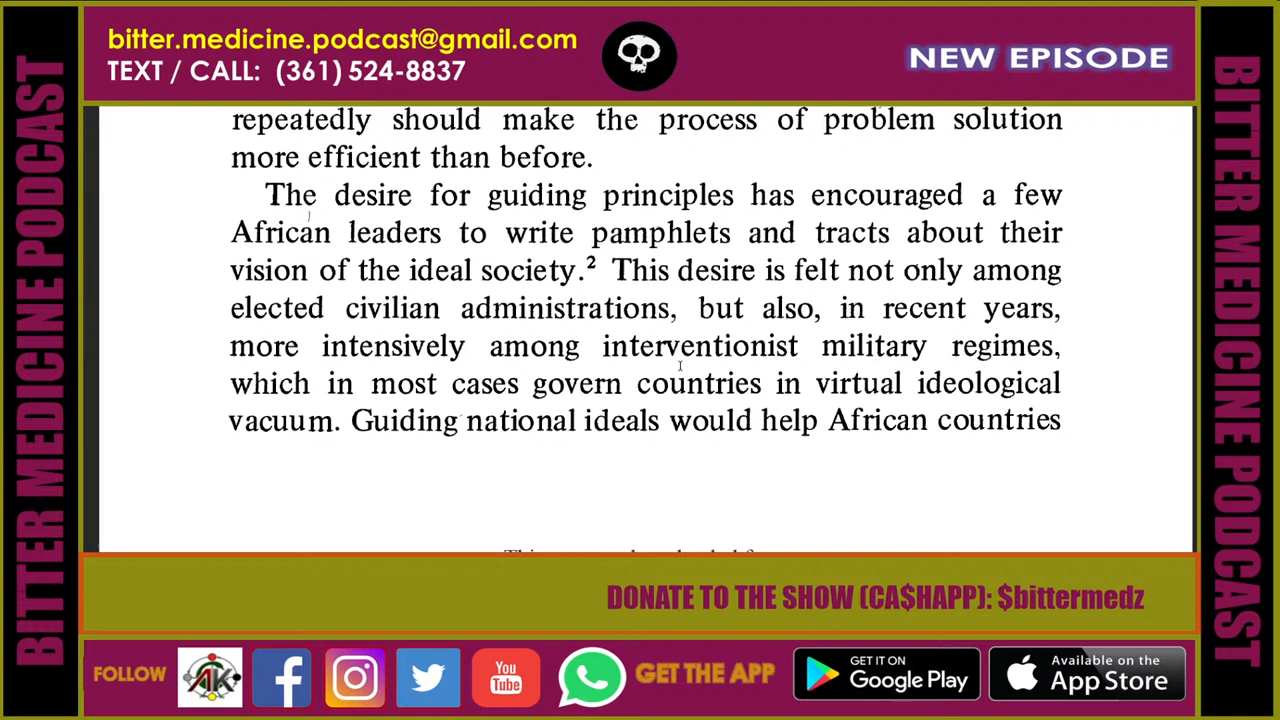 bitter.medicine.podcast@gmail.com
TEXT / CALL: (361) 524-8837
NEW EPISODE
BITTER MEDICINE PODCAST
repeatedly should make the process of problem solution
more efficient than before.
The desire for guiding principles has encouraged a few
African leaders to write pamphlets and tracts about their
vision of the ideal society.² This desire is felt not only among
elected civilian administrations, but also, in recent years,
more intensively among interventionist military regimes,
which in most cases govern countries in virtual ideological
vacuum. Guiding national ideals would help African countries
BITTER MEDICINE PODCAST
DONATE TO THE SHOW (CA$HAPP): $bittermedz
FOLLOW
You
Tube
GET THE APP
GET IT ON
Google Play
Available on the
App Store